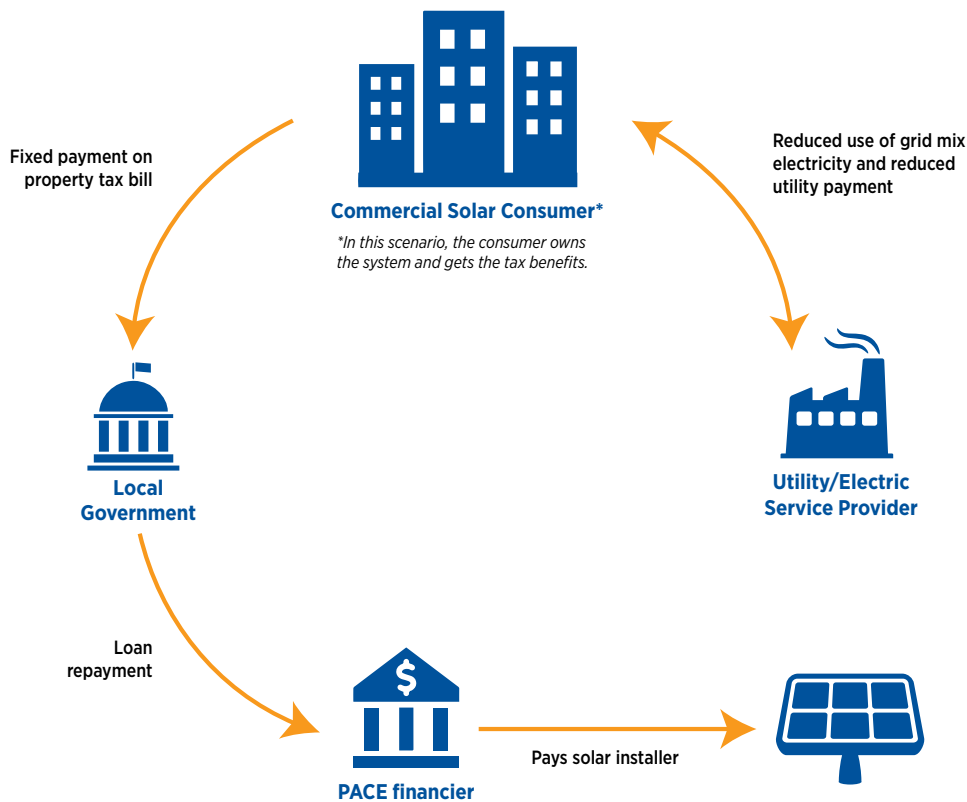 Fixed payment on
property tax bill
Reduced use of grid mix
electricity and reduced
utility payment
Commercial Solar Consumer*
*In this scenario, the consumer owns
the system and gets the tax benefits.
Local
Government
Utility/Electric
Service Provider
Loan
repayment
$
Pays solar installer
PACE financier